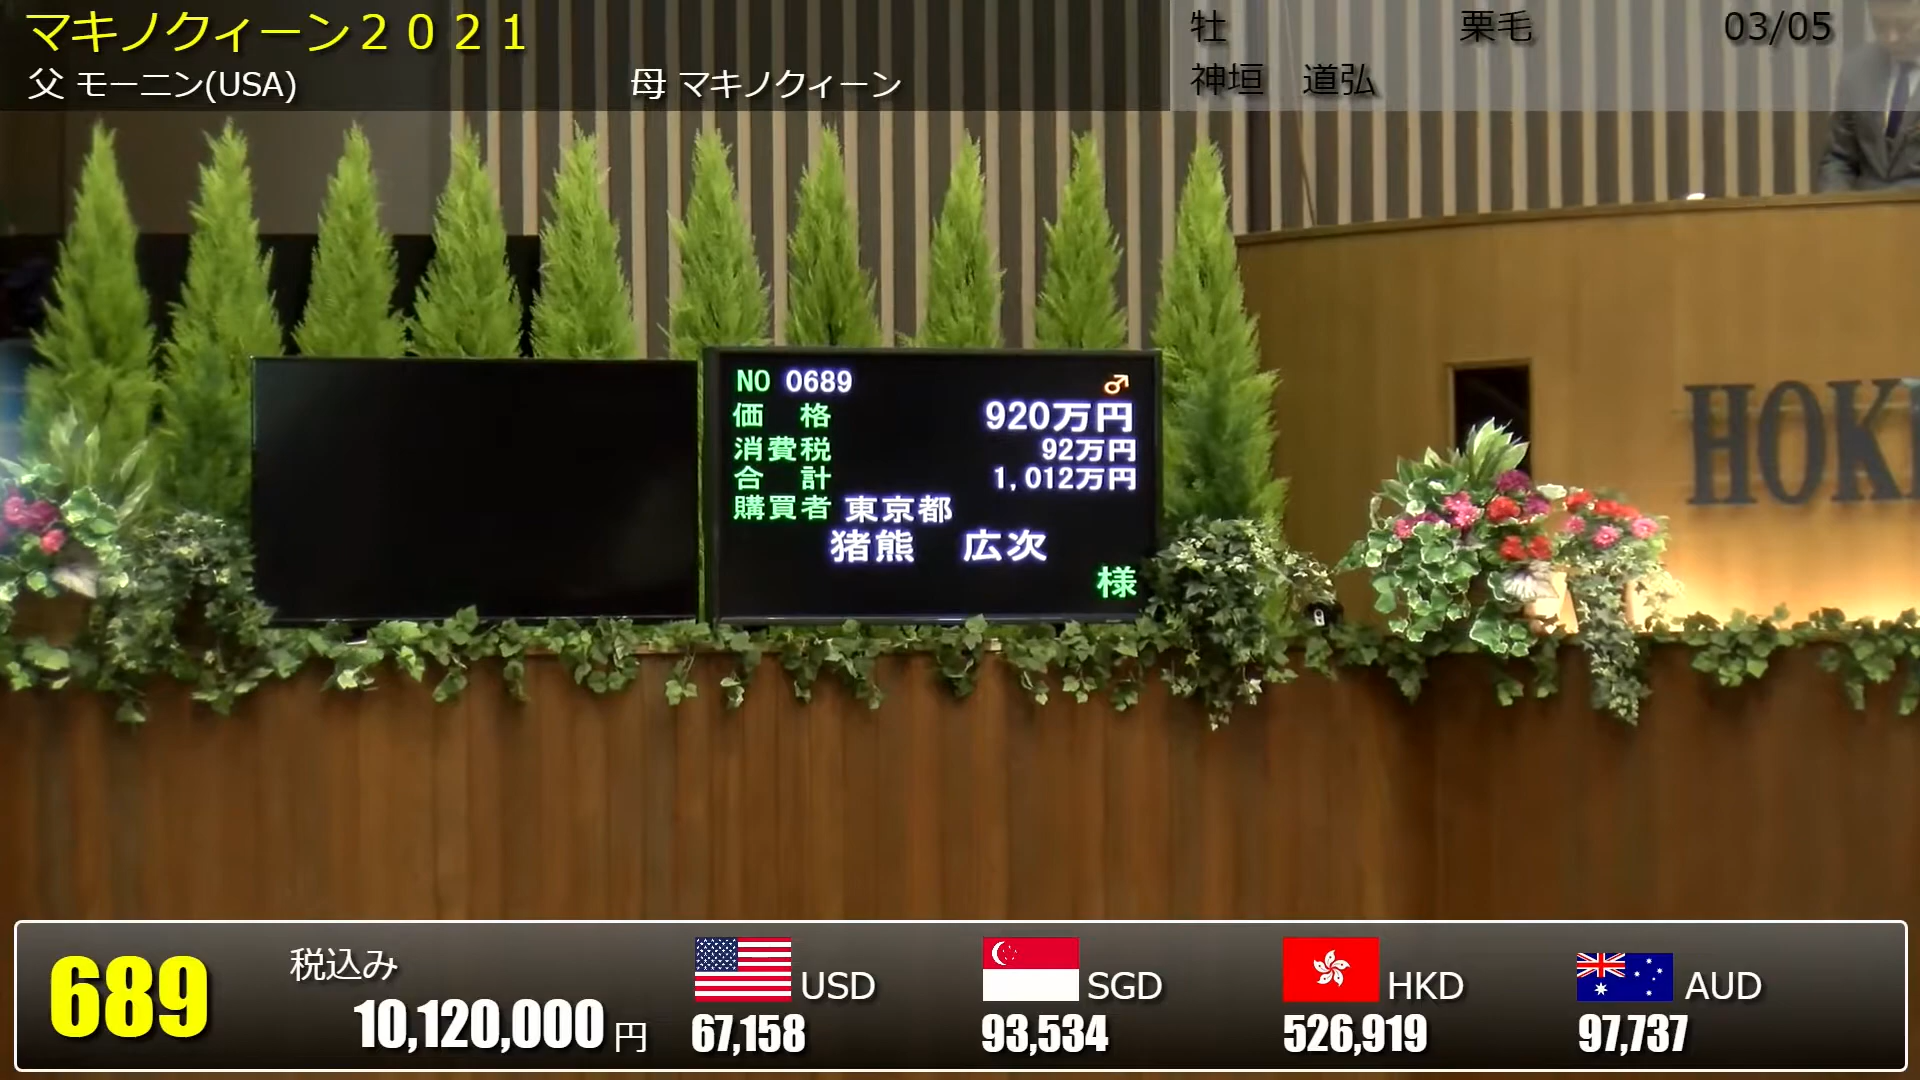 マキノクィーン２０２１
父 モーニン(USA)
母 マキノクィーン
牡 栗毛 03/05
神垣 道弘
NO 0689 ♂
価 格 920万円
消費税 92万円
合 計 1,012万円
購買者 東京都
猪熊 広次
様
HOK
689
税込み
10,120,000 円
USD
67,158
SGD
93,534
HKD
526,919
AUD
97,737